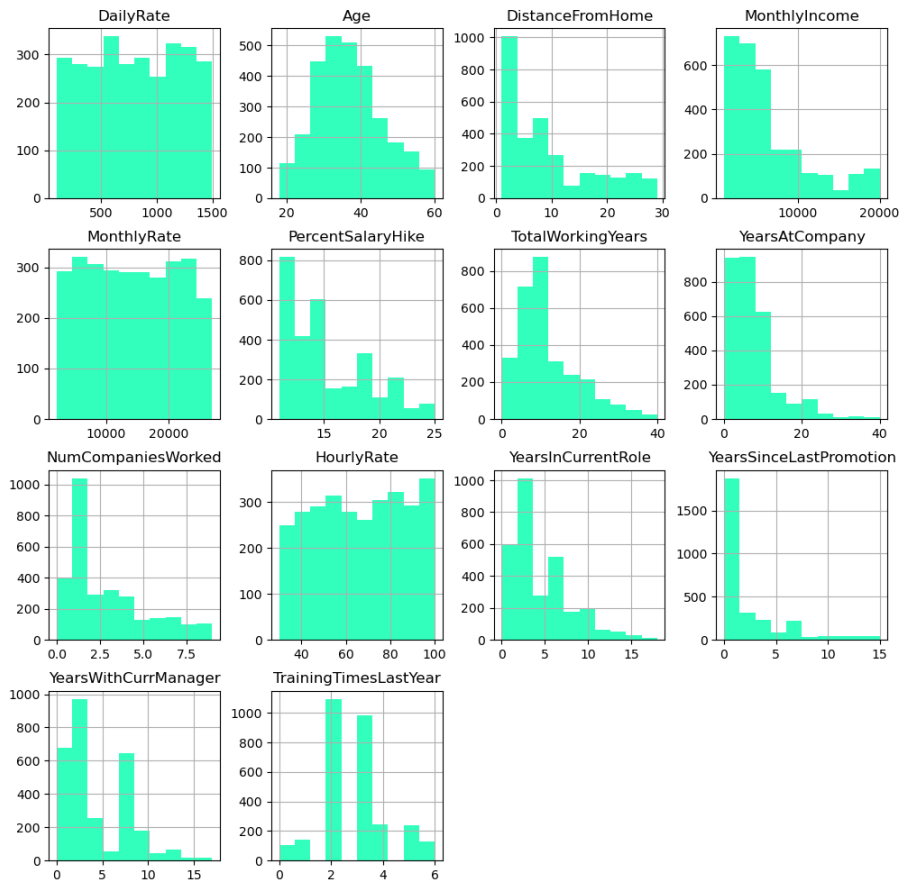 DailyRate
300
200
100
0
500 1000 1500
Age
500
400
300
200
100
0
20 40 60
DistanceFromHome
1000
800
600
400
200
0
0 10 20 30
MonthlyIncome
600
400
200
0
10000 20000
MonthlyRate
300
200
100
0
10000 20000
PercentSalaryHike
800
600
400
200
0
15 20 25
TotalWorkingYears
800
600
400
200
0
0 20 40
YearsAtCompany
800
600
400
200
0
0 20 40
NumCompaniesWorked
1000
800
600
400
200
0
0.0 2.5 5.0 7.5
HourlyRate
300
200
100
0
40 60 80 100
YearsInCurrentRole
1000
800
600
400
200
0
0 5 10 15
YearsSinceLastPromotion
1500
1000
500
0
0 5 10 15
YearsWithCurrManager
1000
800
600
400
200
0
0 5 10 15
TrainingTimesLastYear
1000
800
600
400
200
0
0 2 4 6